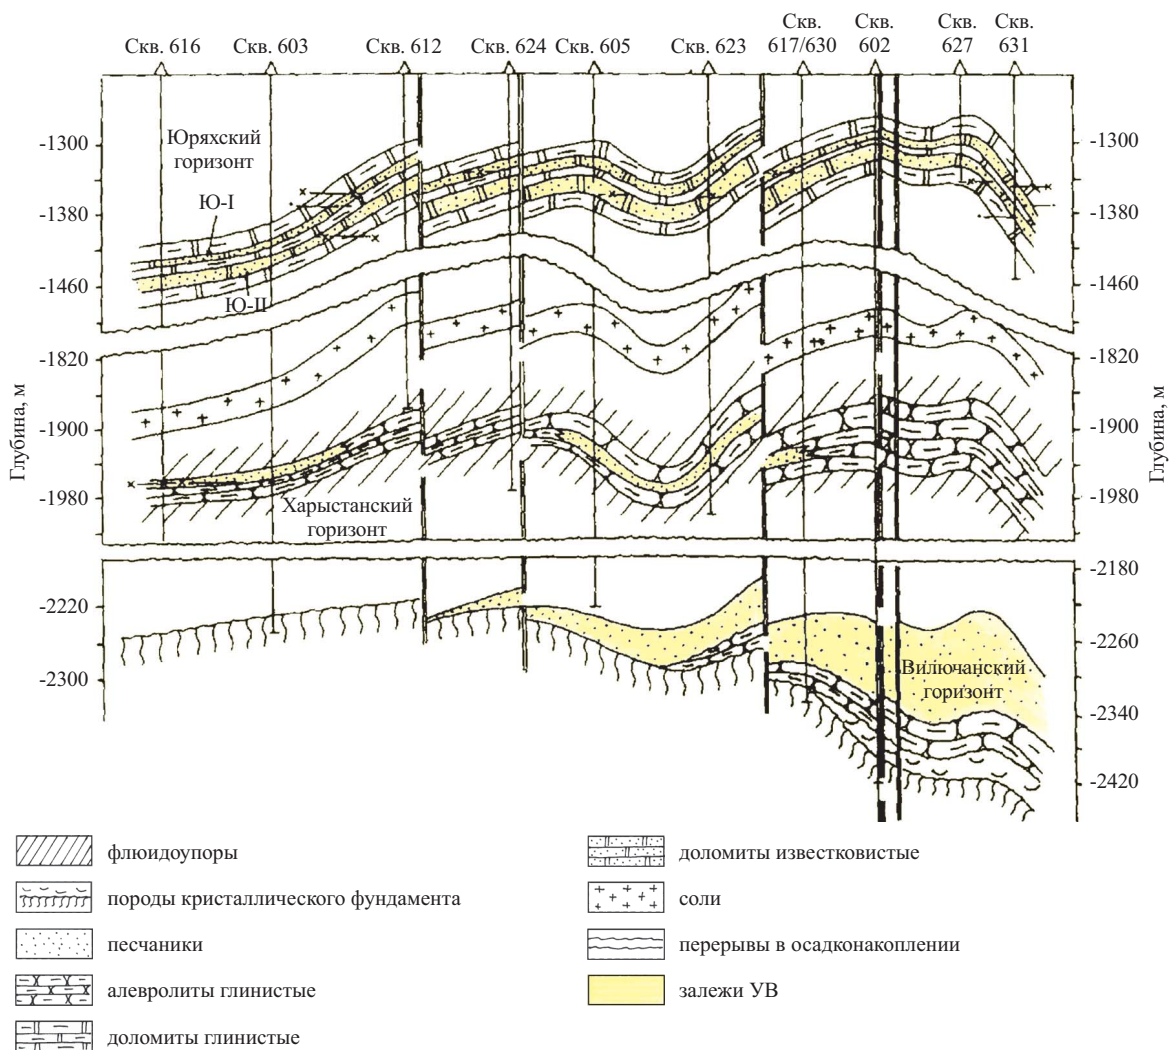 Скв. 616
Скв. 603
Скв. 612
Скв. 624
Скв. 605
Скв. 623
Скв.
617/630
Скв.
602
Скв.
627
Скв.
631
Глубина, м
-1300
-1380
-1460
-1820
-1900
-1980
-2220
-2300
Юряхский
горизонт
Ю-I
Ю-II
Харыстанский
горизонт
Вилючанский
горизонт
-1300
-1380
-1460
-1820
-1900
-1980
-2180
-2260
-2340
-2420
Глубина, м
флюидоупоры
породы кристаллического фундамента
песчаники
алевролиты глинистые
доломиты глинистые
доломиты известковистые
соли
перерывы в осадконакоплении
залежи УВ